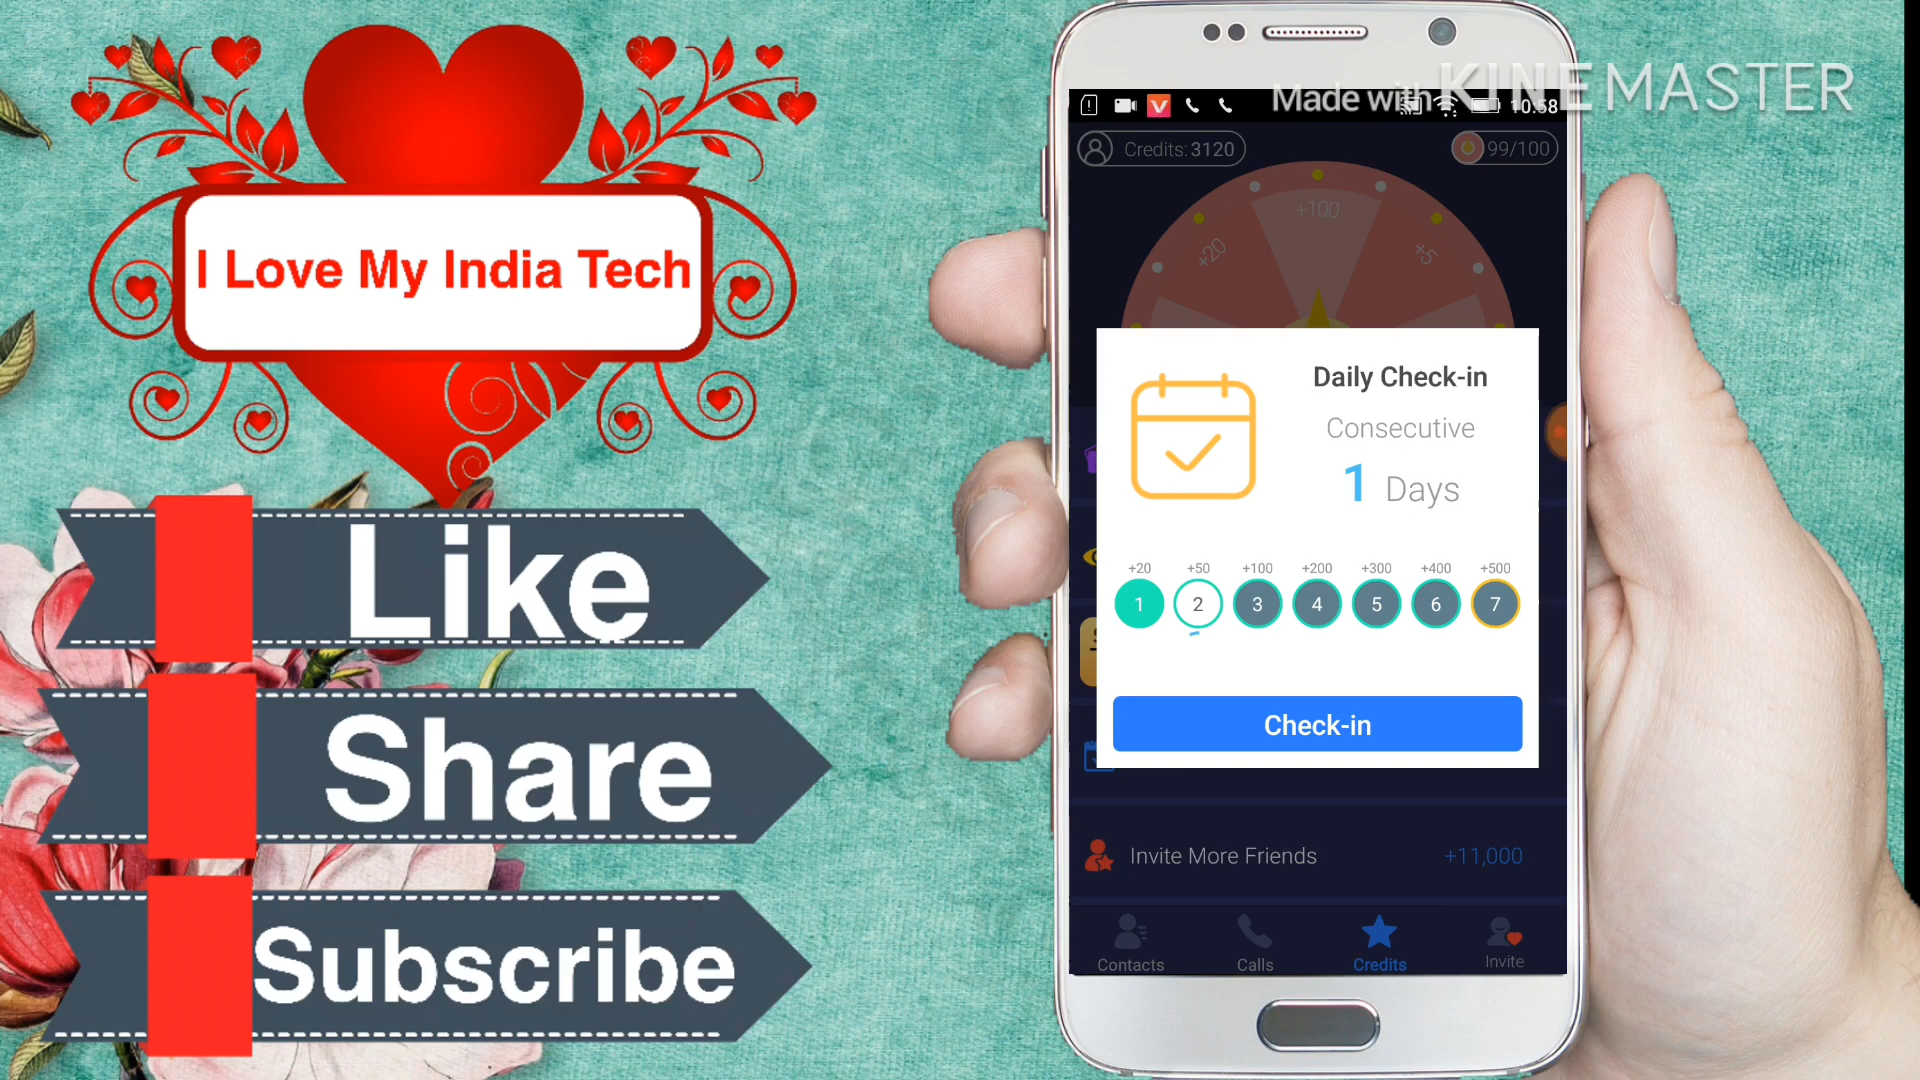 I Love My India Tech
Like
Share
Subscribe
Made with KINEMASTER
10:58
Credits: 3120
99/100
+20
+100
+5
Daily Check-in
Consecutive
1 Days
+20 +50 +100 +200 +300 +400 +500
1 2 3 4 5 6 7
Check-in
Invite More Friends +11,000
Contacts Calls Credits Invite